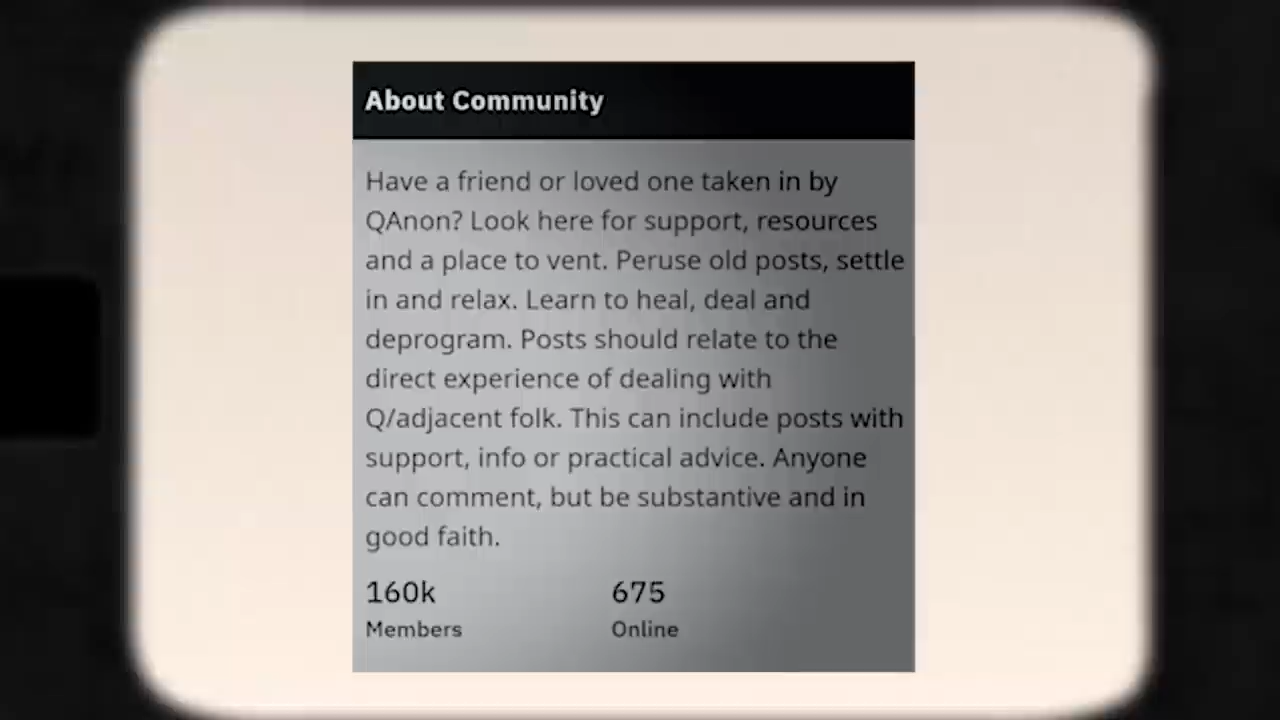 About Community
Have a friend or loved one taken in by
QAnon? Look here for support, resources
and a place to vent. Peruse old posts, settle
in and relax. Learn to heal, deal and
deprogram. Posts should relate to the
direct experience of dealing with
Q/adjacent folk. This can include posts with
support, info or practical advice. Anyone
can comment, but be substantive and in
good faith.
160k 675
Members Online